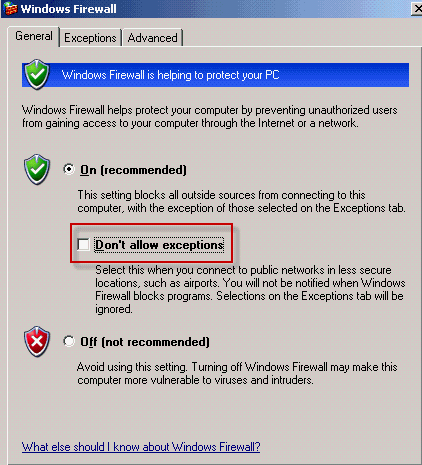 Windows Firewall
General Exceptions Advanced
Windows Firewall is helping to protect your PC
Windows Firewall helps protect your computer by preventing unauthorized users
from gaining access to your computer through the Internet or a network.
On (recommended)
This setting blocks all outside sources from connecting to this
computer, with the exception of those selected on the Exceptions tab.
Don't allow exceptions
Select this when you connect to public networks in less secure
locations, such as airports. You will not be notified when Windows
Firewall blocks programs. Selections on the Exceptions tab will be
ignored.
Off (not recommended)
Avoid using this setting. Turning off Windows Firewall may make this
computer more vulnerable to viruses and intruders.
What else should I know about Windows Firewall?